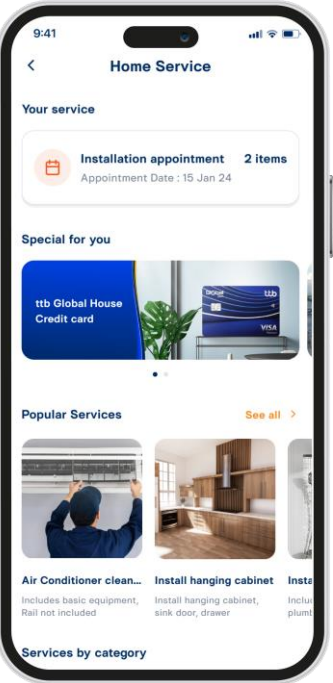 9:41
Home Service
Your service
Installation appointment 2 items
Appointment Date : 15 Jan 24
Special for you
ttb Global House
Credit card
ttb
VISA
Popular Services
See all >
Air Conditioner clean...
Install hanging cabinet
Insta
Includes basic equipment,
Rail not included
Install hanging cabinet,
sink door, drawer
Inclu
plumb
Services by category